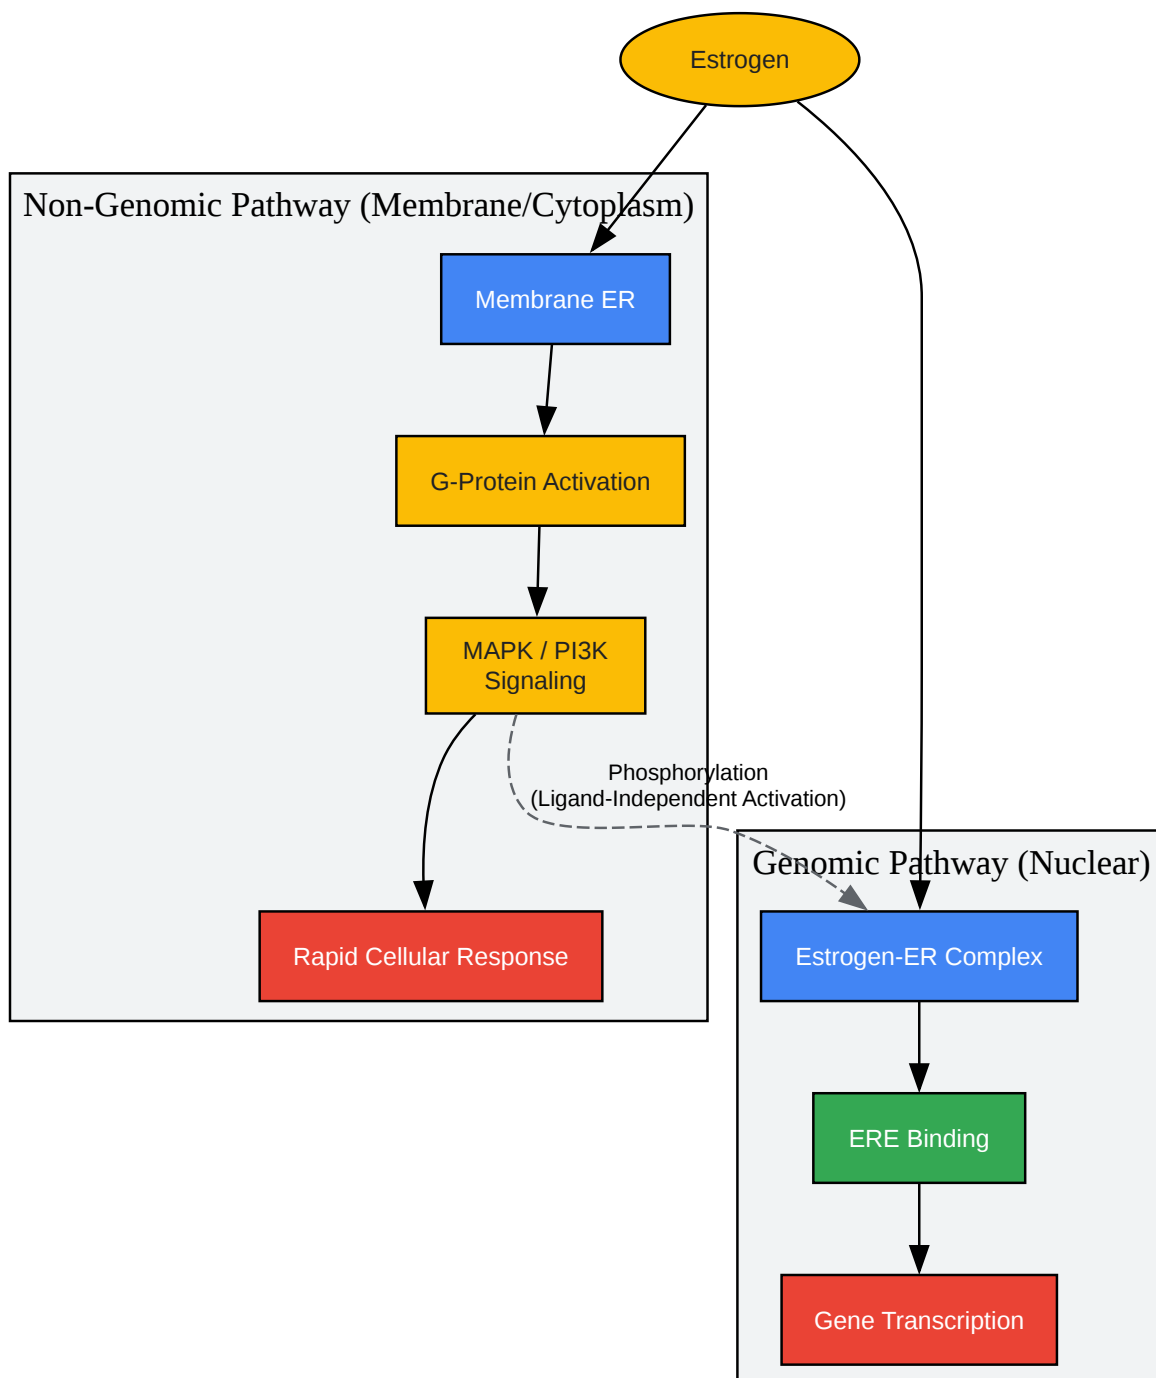 Estrogen
Non-Genomic Pathway (Membrane/Cytoplasm)
Membrane ER
G-Protein Activation
MAPK / PI3K
Signaling
Phosphorylation
(Ligand-Independent Activation)
Genomic Pathway (Nuclear)
Rapid Cellular Response
Estrogen-ER Complex
ERE Binding
Gene Transcription